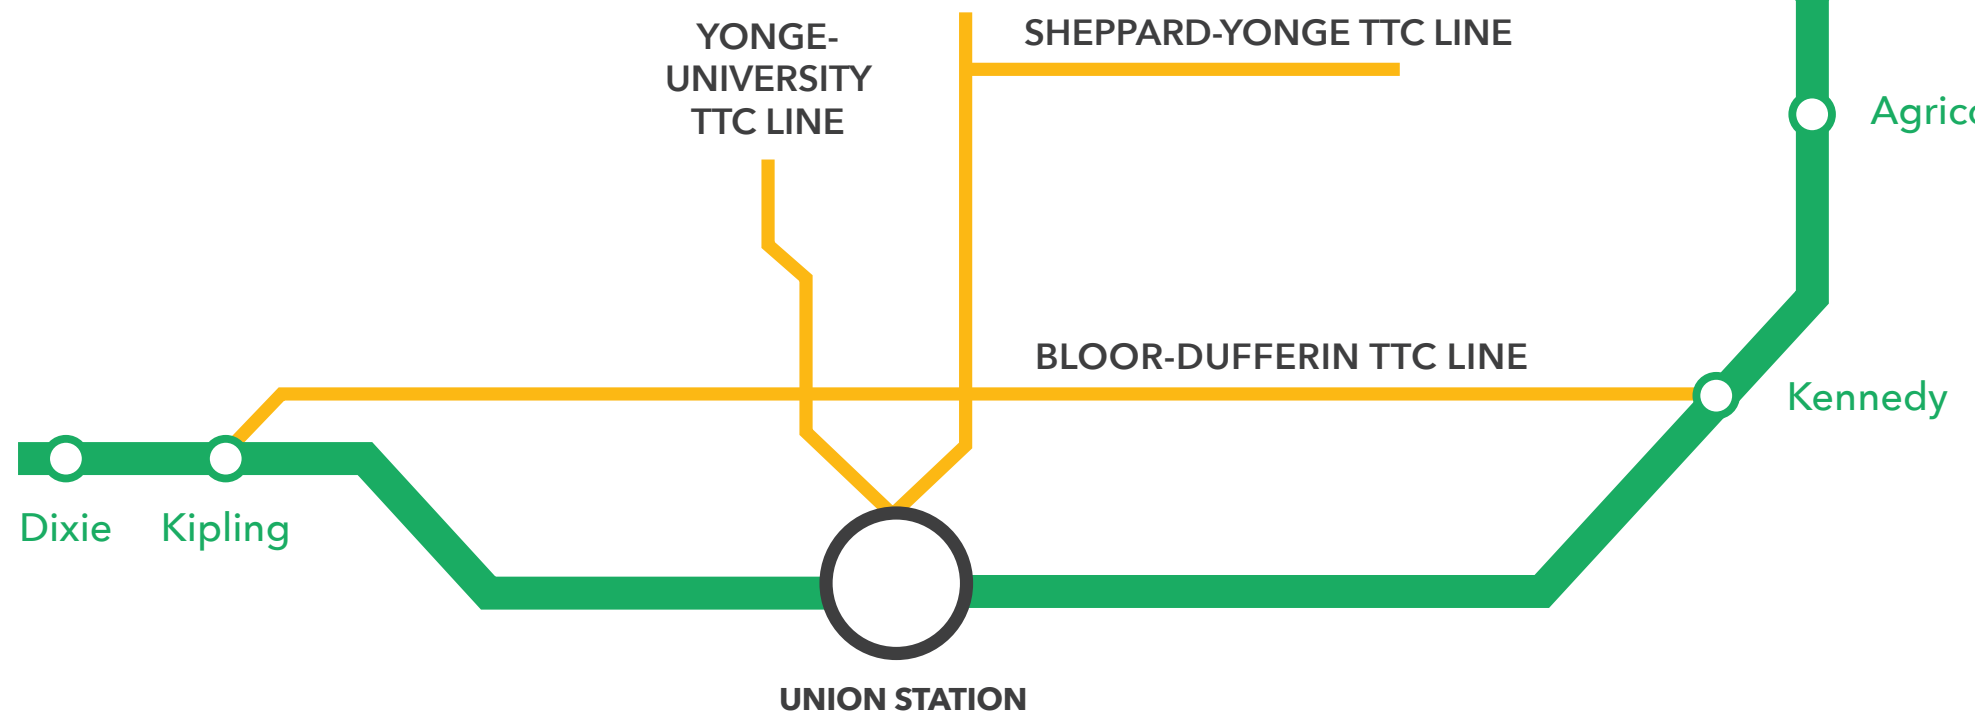 YONGE-
UNIVERSITY
TTC LINE
SHEPPARD-YONGE TTC LINE
BLOOR-DUFFERIN TTC LINE
Kennedy
Dixie
Kipling
UNION STATION